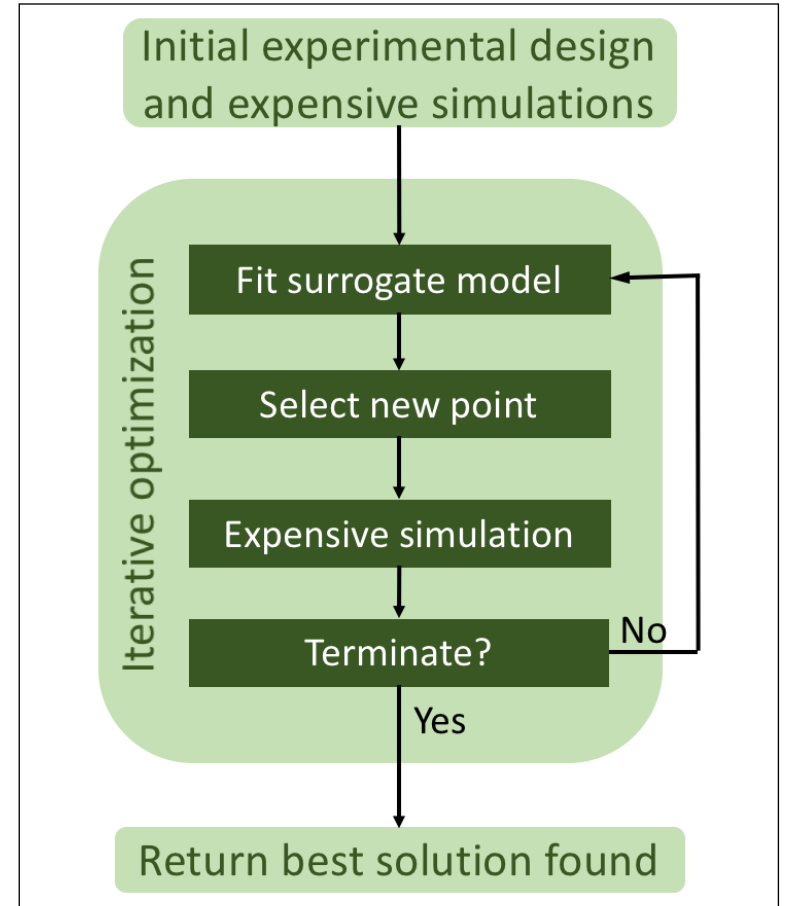 Initial experimental design
and expensive simulations
Iterative optimization
Fit surrogate model
Select new point
Expensive simulation
Terminate?
No
Yes
Return best solution found